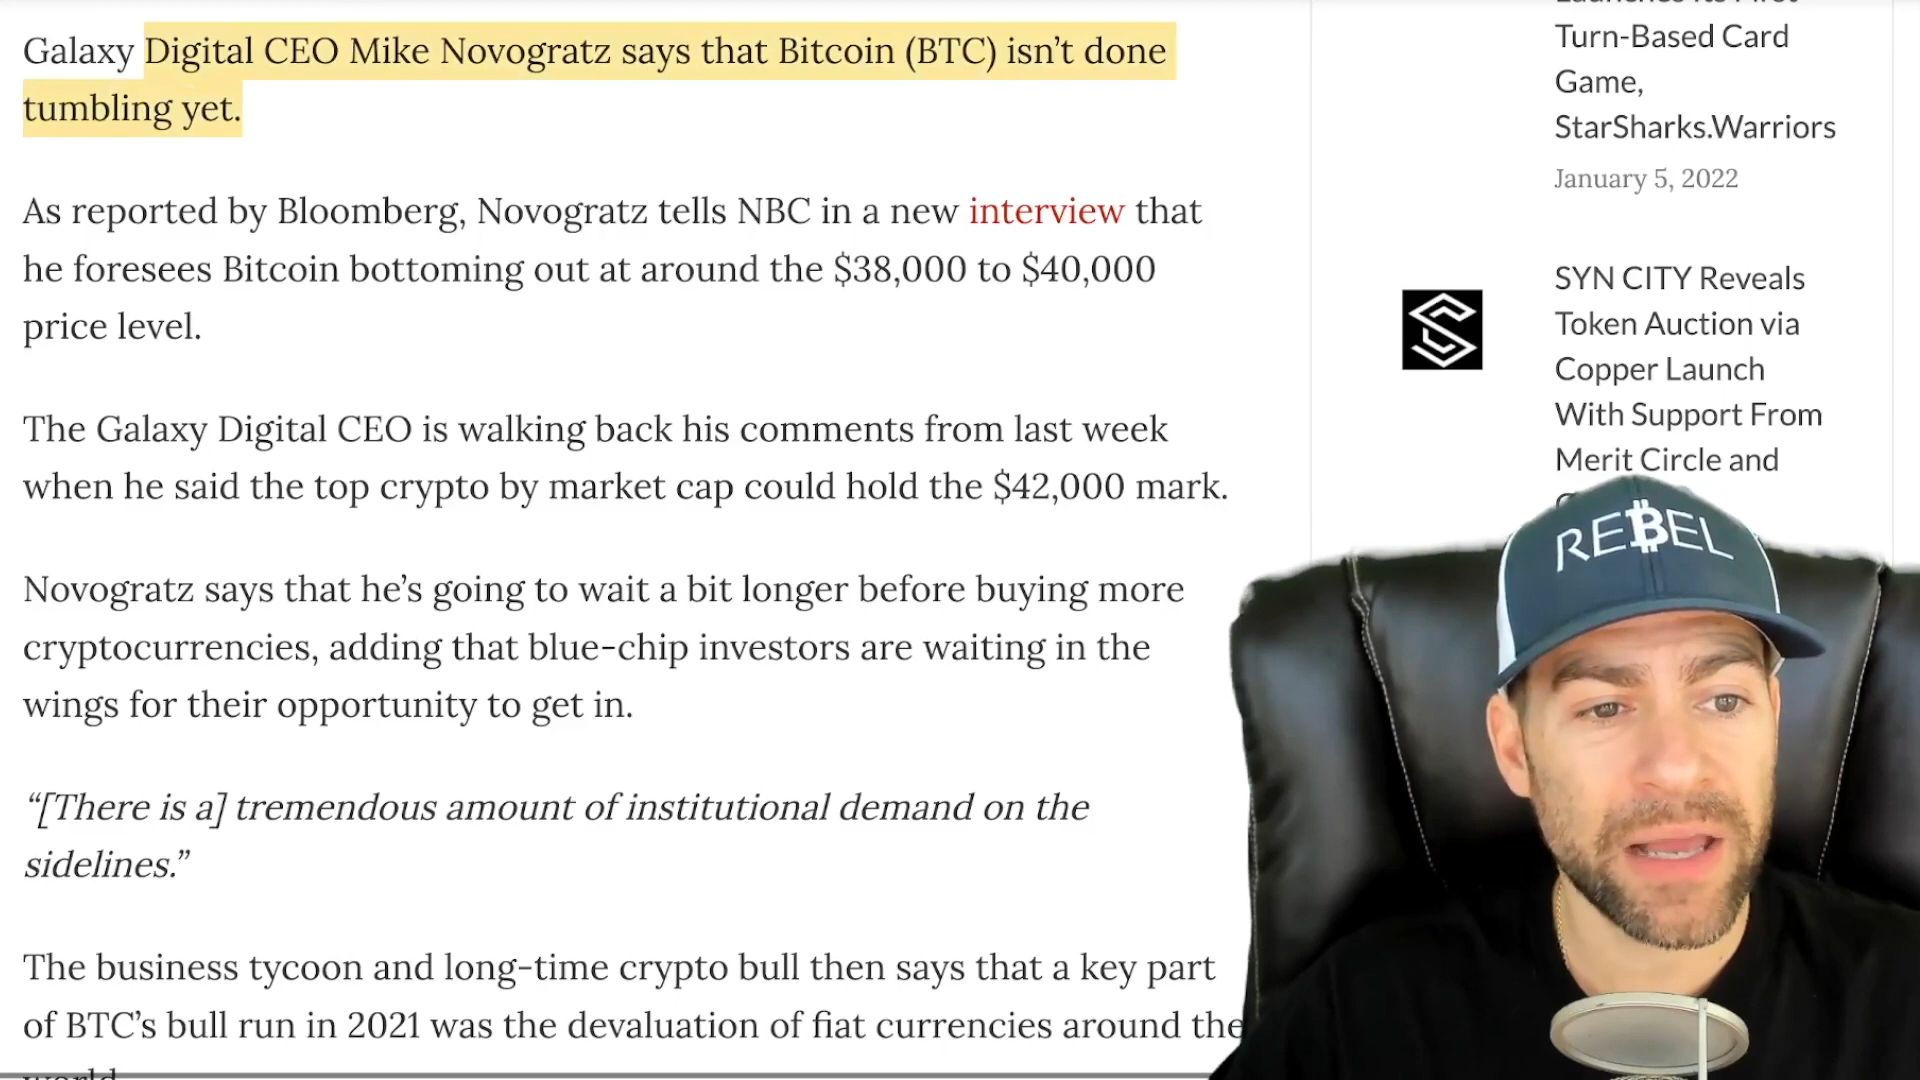 Galaxy Digital CEO Mike Novogratz says that Bitcoin (BTC) isn’t done
tumbling yet.
As reported by Bloomberg, Novogratz tells NBC in a new interview that
he foresees Bitcoin bottoming out at around the $38,000 to $40,000
price level.
The Galaxy Digital CEO is walking back his comments from last week
when he said the top crypto by market cap could hold the $42,000 mark.
Novogratz says that he’s going to wait a bit longer before buying more
cryptocurrencies, adding that blue-chip investors are waiting in the
wings for their opportunity to get in.
“[There is a] tremendous amount of institutional demand on the
sidelines.”
The business tycoon and long-time crypto bull then says that a key part
of BTC’s bull run in 2021 was the devaluation of fiat currencies around the
world
Launches Its First
Turn-Based Card
Game,
StarSharks.Warriors
January 5, 2022
SYN CITY Reveals
Token Auction via
Copper Launch
With Support From
Merit Circle and
RE₿EL